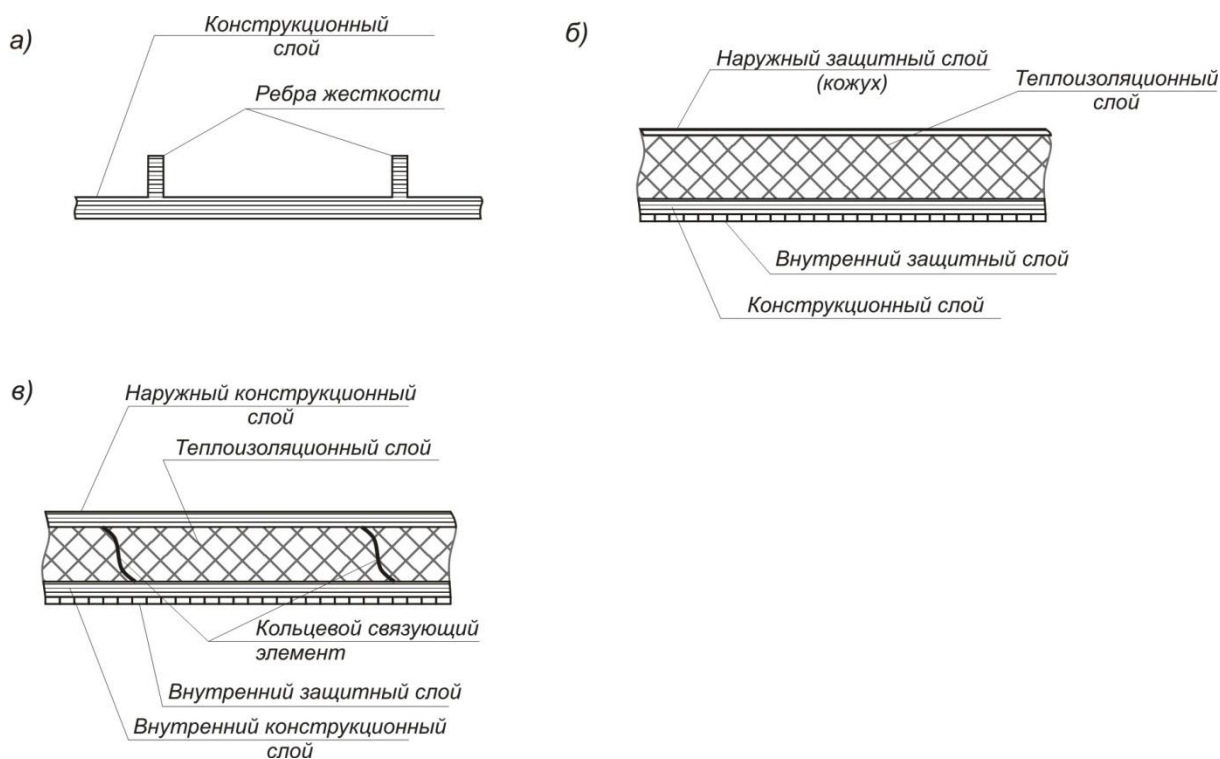 а)
Конструкционный
слой
Ребра жесткости
б)
Наружный защитный слой
(кожух)
Теплоизоляционный
слой
Внутренний защитный слой
Конструкционный слой
в)
Наружный конструкционный
слой
Теплоизоляционный слой
Кольцевой связующий
элемент
Внутренний защитный слой
Внутренний конструкционный
слой